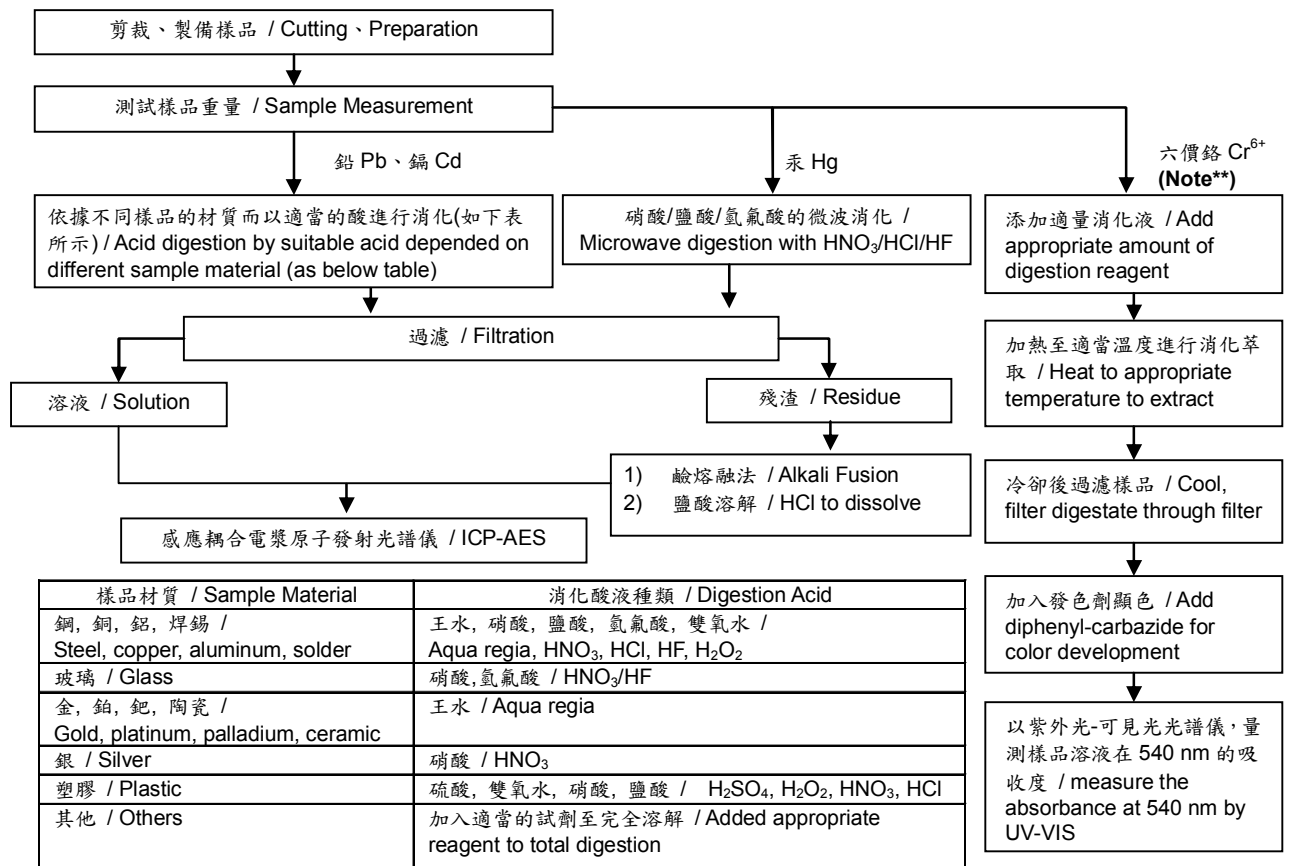 剪裁、製備樣品 / Cutting、Preparation
測試樣品重量 / Sample Measurement
鉛 Pb、鎘 Cd
汞 Hg
六價鉻 Cr⁶⁺
(Note**)
依據不同樣品的材質而以適當的酸進行消化(如下表
所示) / Acid digestion by suitable acid depended on
different sample material (as below table)
硝酸/鹽酸/氫氟酸的微波消化 /
Microwave digestion with HNO₃/HCl/HF
添加適量消化液 / Add
appropriate amount of
digestion reagent
過濾 / Filtration
加熱至適當溫度進行消化萃
取 / Heat to appropriate
temperature to extract
溶液 / Solution
殘渣 / Residue
1) 鹼熔融法 / Alkali Fusion
2) 鹽酸溶解 / HCl to dissolve
冷卻後過濾樣品 / Cool,
filter digestate through filter
感應耦合電漿原子發射光譜儀 / ICP-AES
加入發色劑顯色 / Add
diphenyl-carbazide for
color development
以紫外光-可見光光譜儀，量
測樣品溶液在 540 nm 的吸
收度 / measure the
absorbance at 540 nm by
UV-VIS
樣品材質 / Sample Material 消化酸液種類 / Digestion Acid
鋼, 銅, 鋁, 焊錫 / 王水, 硝酸, 鹽酸, 氫氟酸, 雙氧水 /
Steel, copper, aluminum, solder Aqua regia, HNO₃, HCl, HF, H₂O₂
玻璃 / Glass 硝酸,氫氟酸 / HNO₃/HF
金, 鉑, 鈀, 陶瓷 / 王水 / Aqua regia
Gold, platinum, palladium, ceramic
銀 / Silver 硝酸 / HNO₃
塑膠 / Plastic 硫酸, 雙氧水, 硝酸, 鹽酸 / H₂SO₄, H₂O₂, HNO₃, HCl
其他 / Others 加入適當的試劑至完全溶解 / Added appropriate
reagent to total digestion